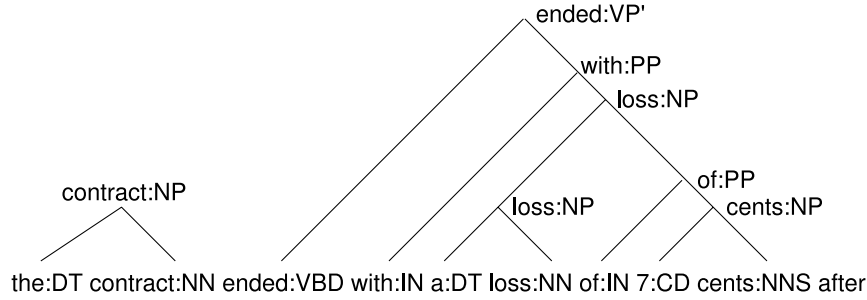 ended:VP'
with:PP
loss:NP
of:PP
contract:NP
loss:NP
cents:NP
the:DT contract:NN ended:VBD with:IN a:DT loss:NN of:IN 7:CD cents:NNS after